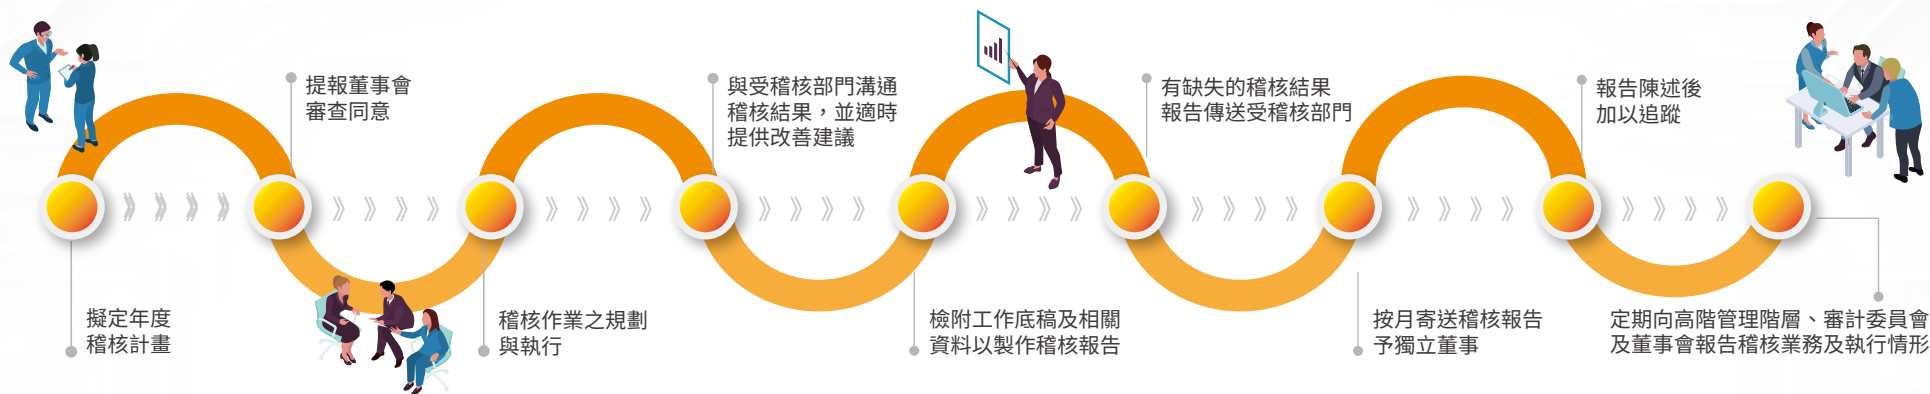 擬定年度
稽核計畫
提報董事會
審查同意
稽核作業之規劃
與執行
與受稽核部門溝通
稽核結果，並適時
提供改善建議
檢附工作底稿及相關
資料以製作稽核報告
有缺失的稽核結果
報告傳送受稽核部門
按月寄送稽核報告
予獨立董事
報告陳述後
加以追蹤
定期向高階管理階層、審計委員會
及董事會報告稽核業務及執行情形